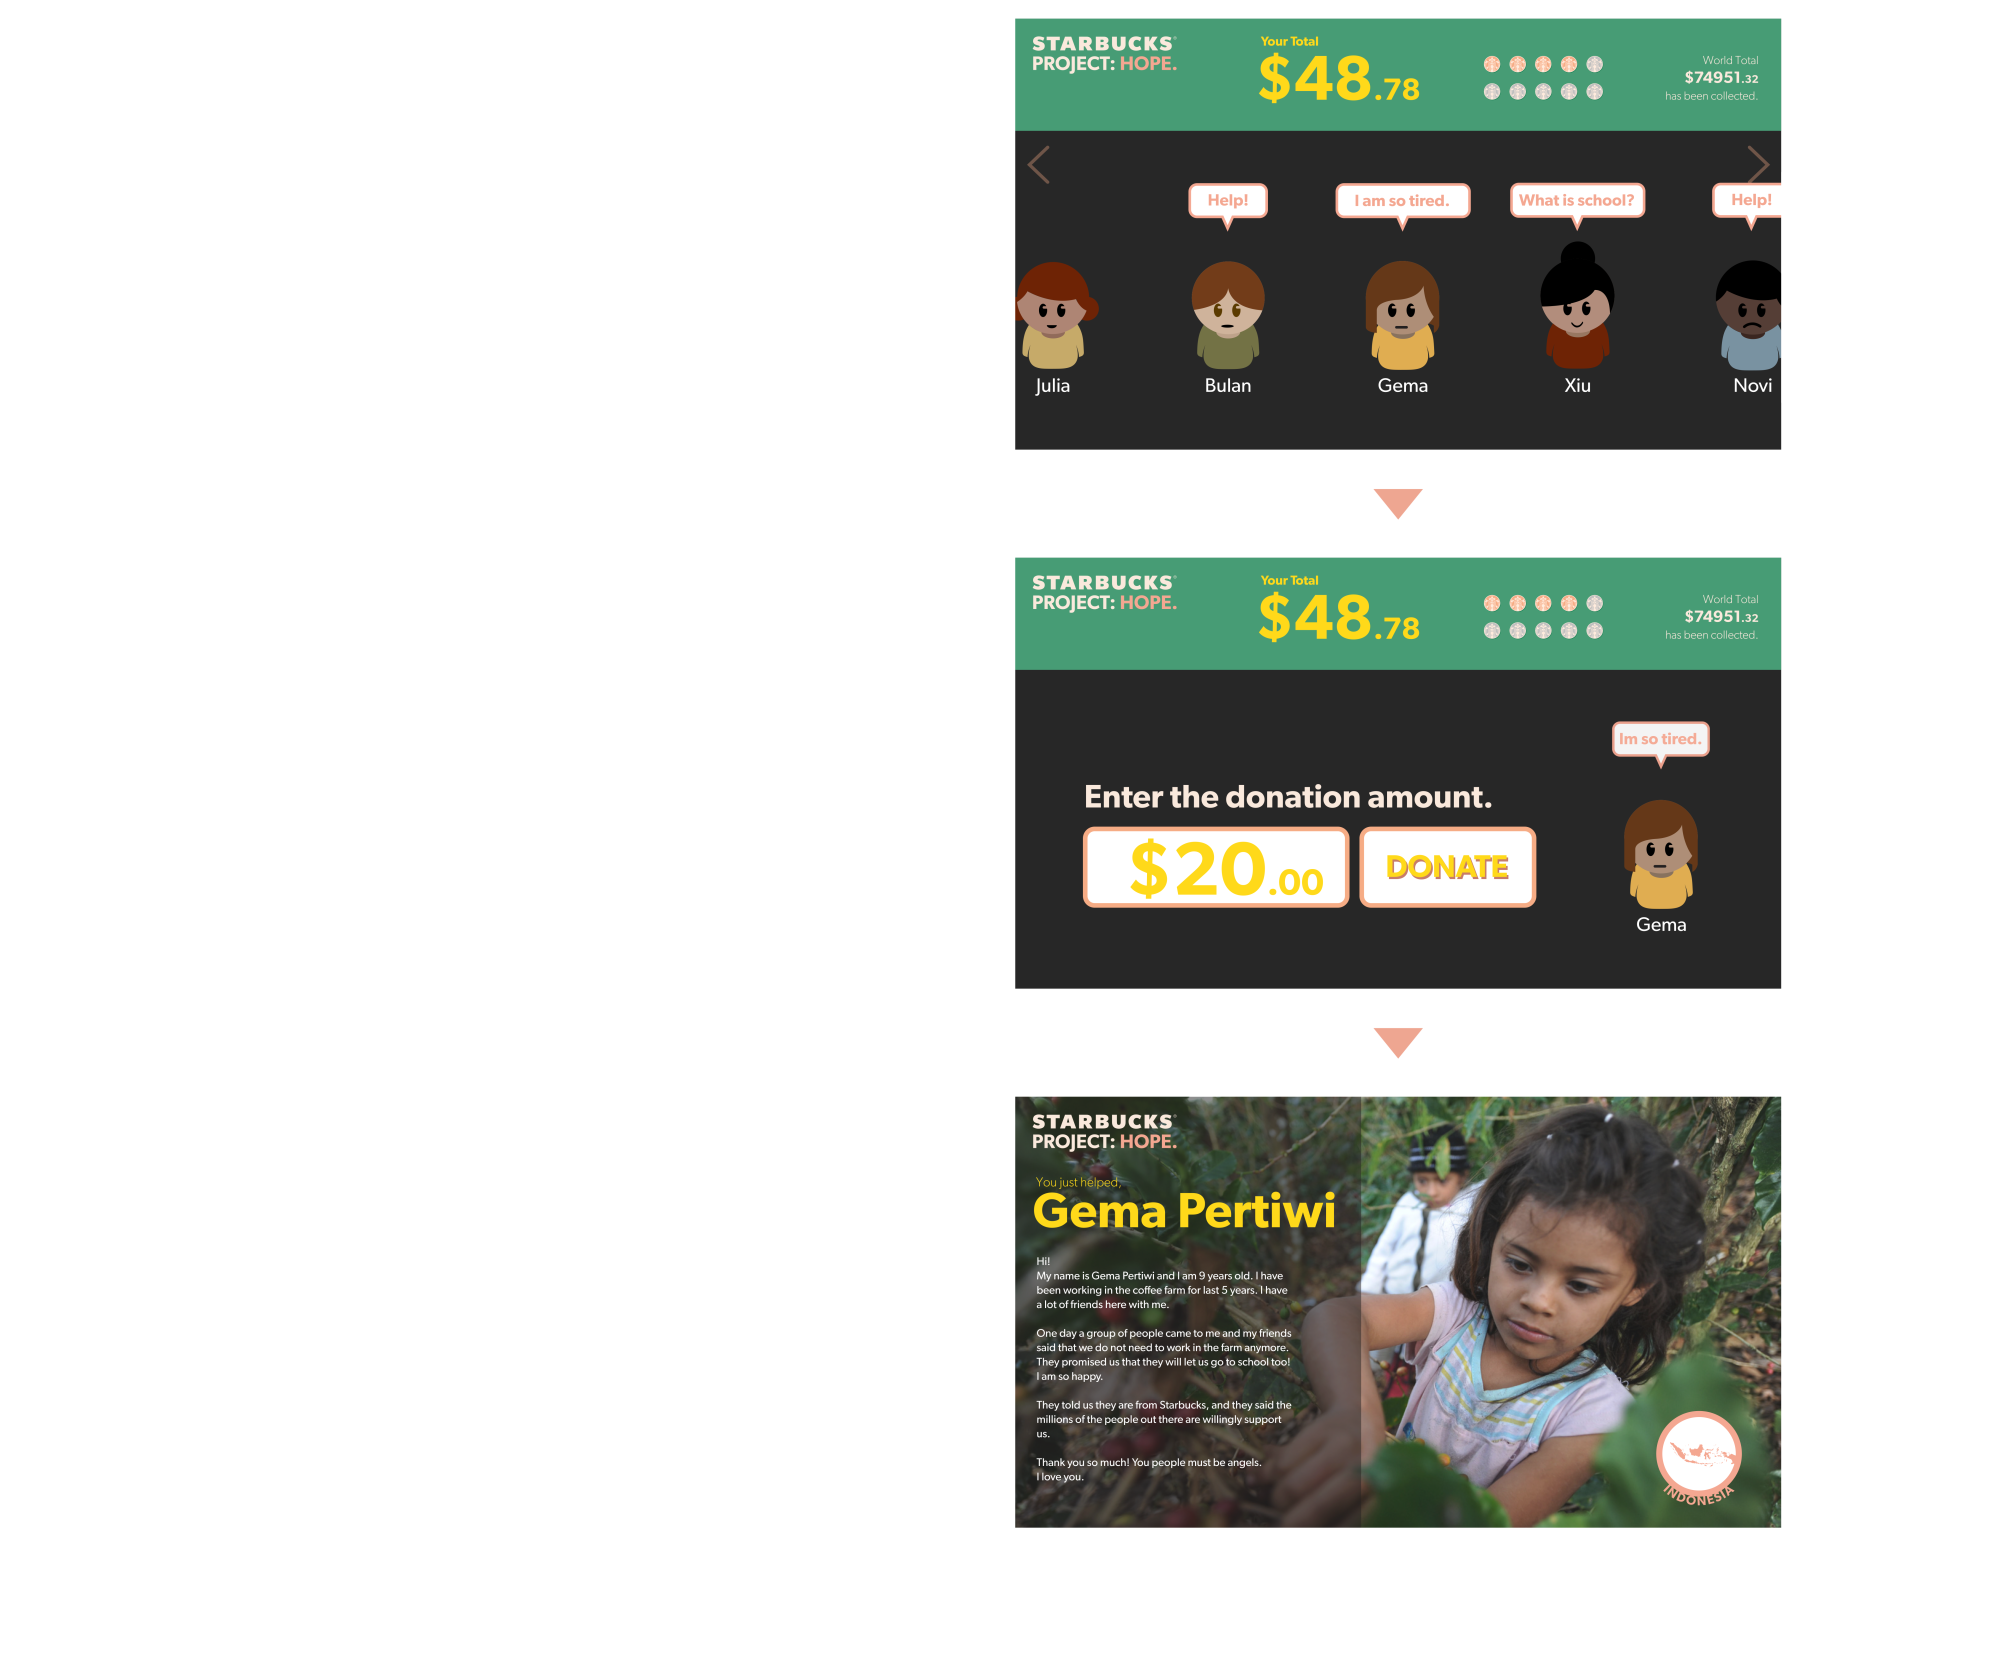 STARBUCKS®
PROJECT: HOPE.
Your Total
$48.78
World Total
$74951.32
has been collected.
Help!
I am so tired.
What is school?
Help!
Julia
Bulan
Gema
Xiu
Novi
STARBUCKS®
PROJECT: HOPE.
Your Total
$48.78
World Total
$74951.32
has been collected.
Im so tired.
Enter the donation amount.
$20.00
DONATE
Gema
STARBUCKS®
PROJECT: HOPE.
You just helped,
Gema Pertiwi
Hi!
My name is Gema Pertiwi and I am 9 years old. I have
been working in the coffee farm for last 5 years. I have
a lot of friends here with me.
One day a group of people came to me and my friends
said that we do not need to work in the farm anymore.
They promised us that they will let us go to school too!
I am so happy.
They told us they are from Starbucks, and they said the
millions of the people out there are willingly support
us.
Thank you so much! You people must be angels.
I love you.
INDONESIA